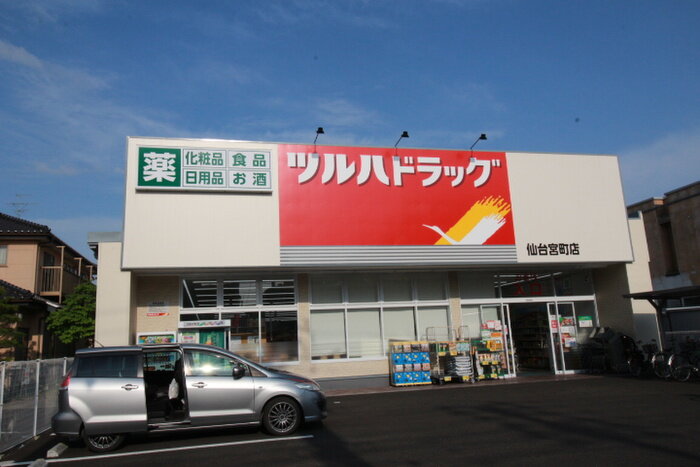 薬
化粧品 食品
日用品 お酒
ツルハドラッグ
仙台宮町店